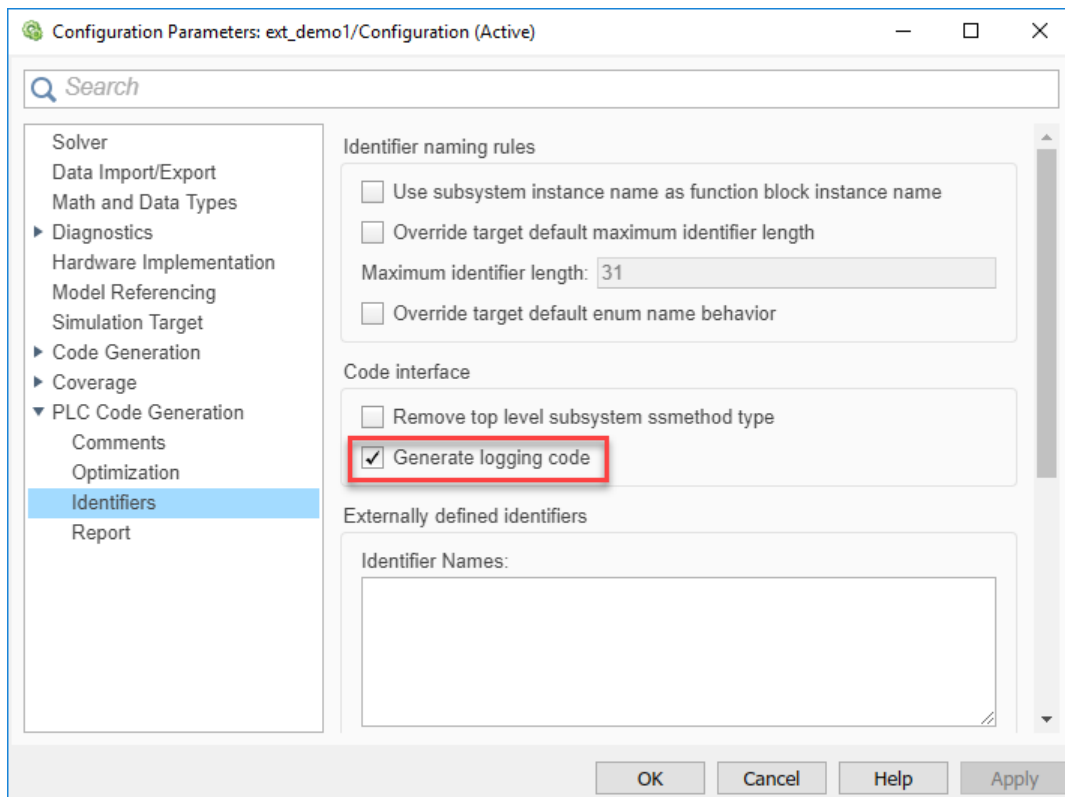 Configuration Parameters: ext_demo1/Configuration (Active)
Search
Solver
Data Import/Export
Math and Data Types
Diagnostics
Hardware Implementation
Model Referencing
Simulation Target
Code Generation
Coverage
PLC Code Generation
Comments
Optimization
Identifiers
Report
Identifier naming rules
Use subsystem instance name as function block instance name
Override target default maximum identifier length
Maximum identifier length: 31
Override target default enum name behavior
Code interface
Remove top level subsystem ssmethod type
Generate logging code
Externally defined identifiers
Identifier Names:
OK Cancel Help Apply